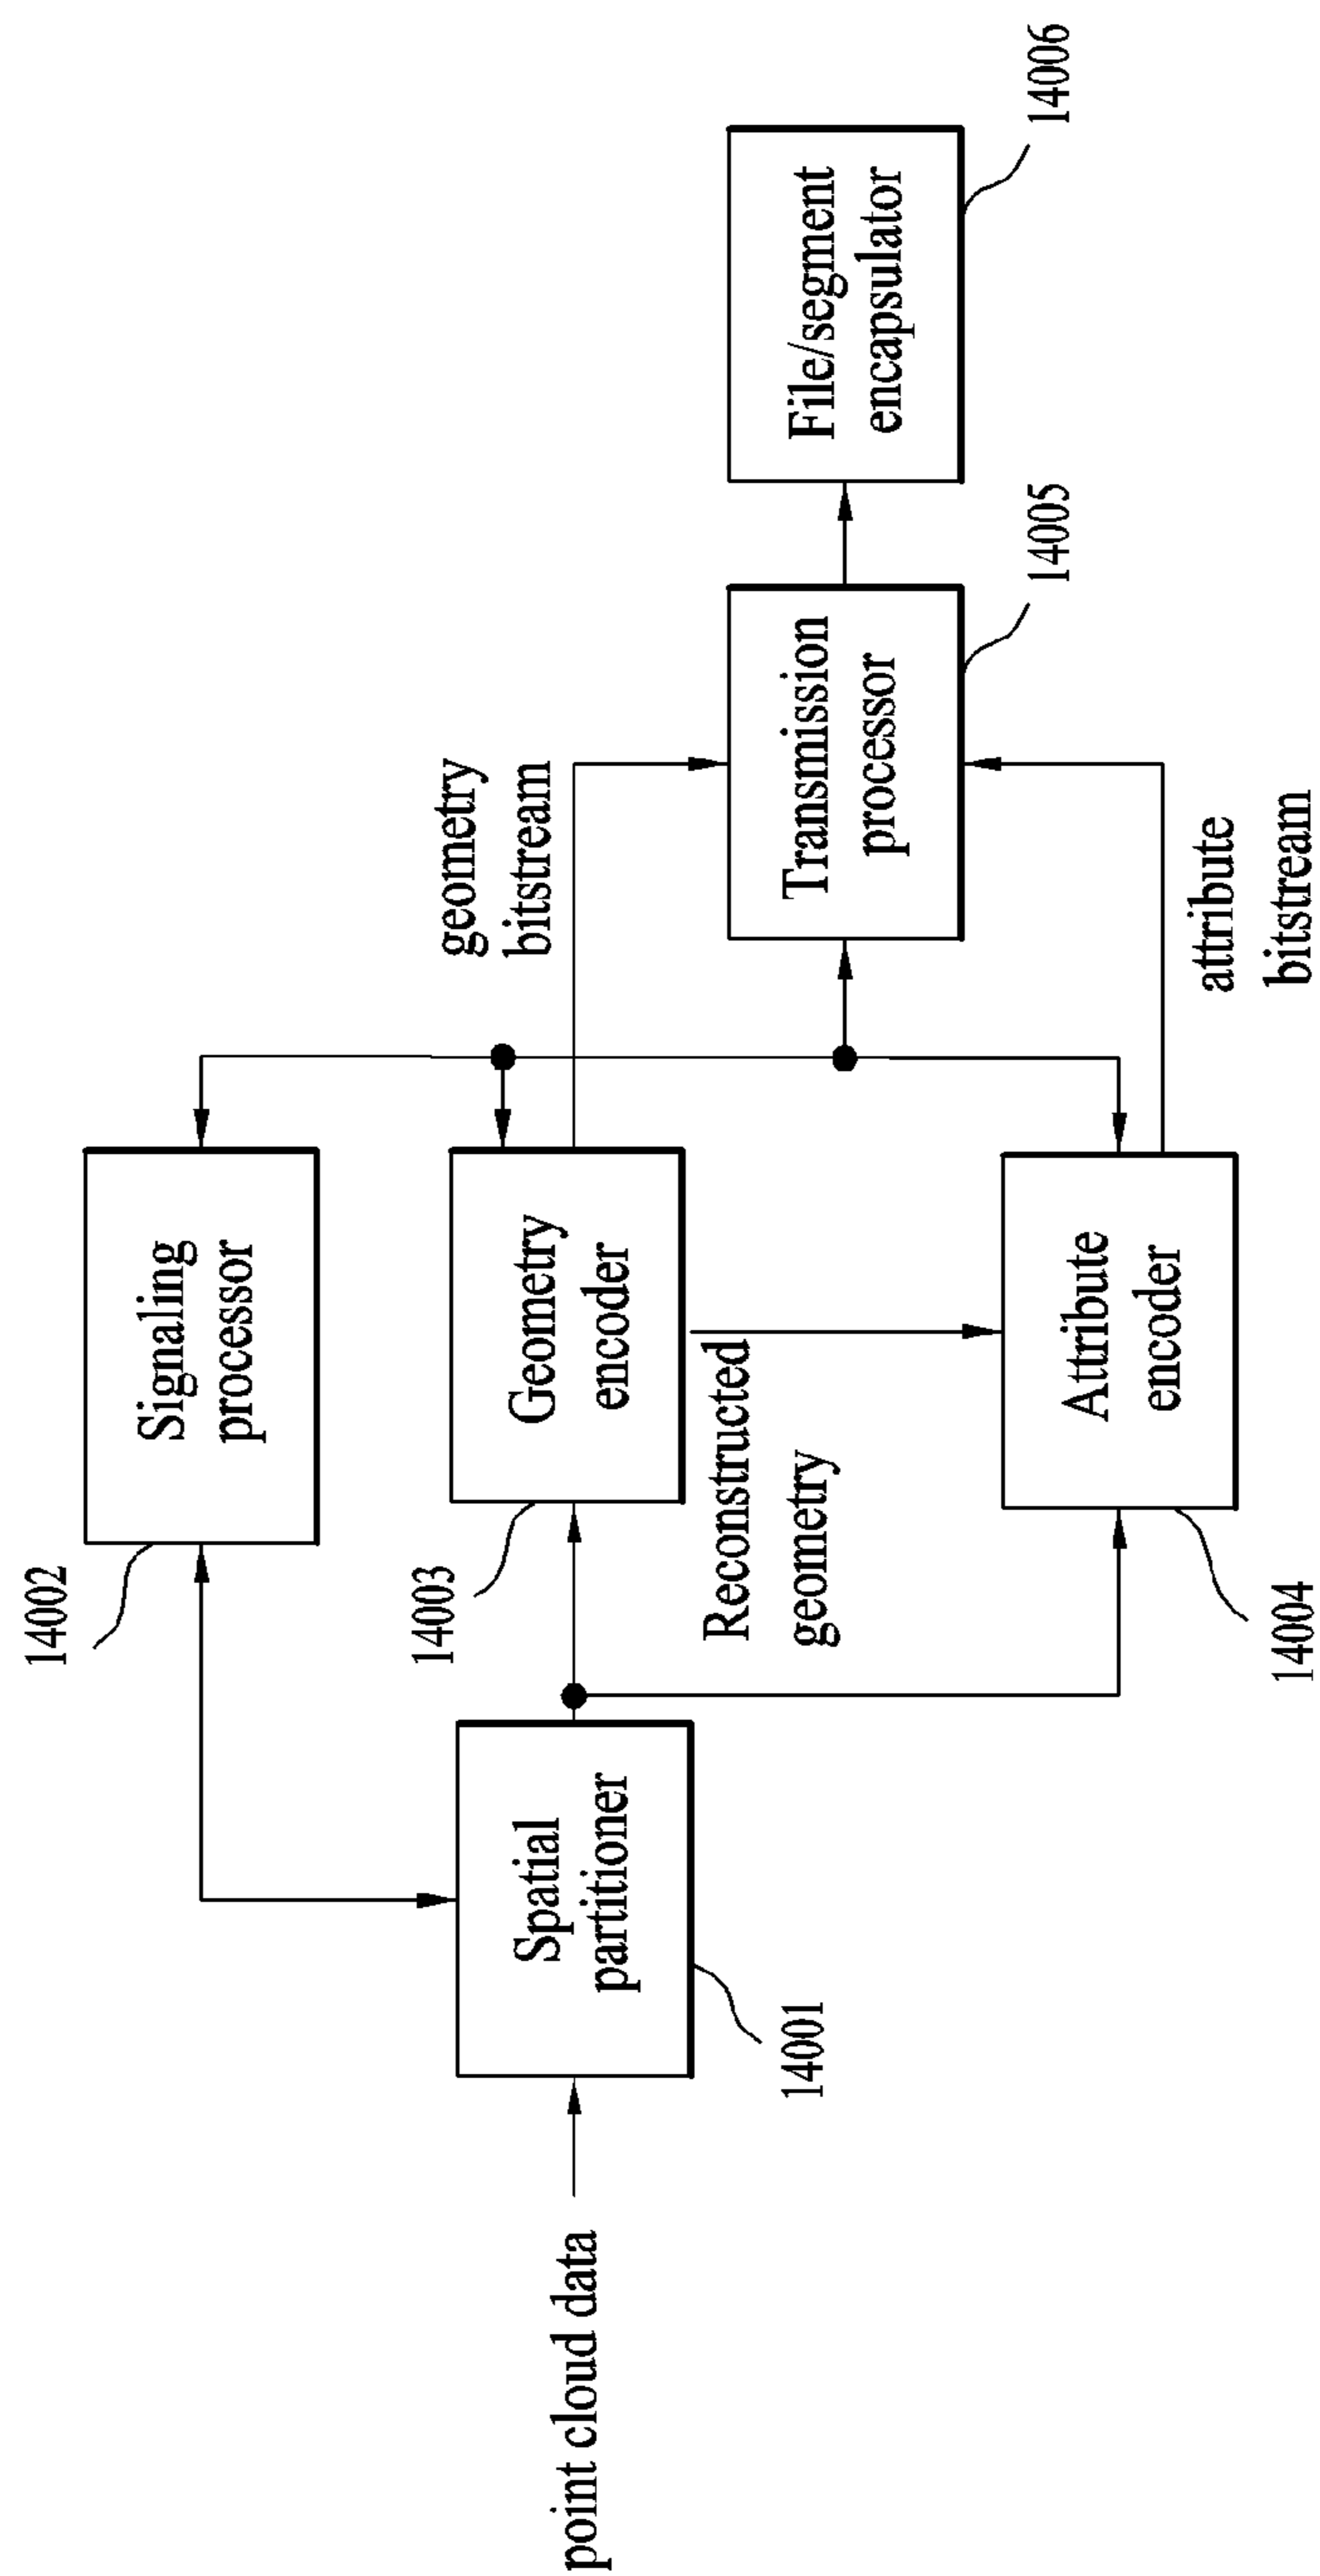 14002
Signaling
processor
14003
Geometry
encoder
geometry
bitstream
point cloud data
Spatial
partitioner
14001
Reconstructed
geometry
Transmission
processor
14005
File/segment
encapsulator
14006
Attribute
encoder
14004
attribute
bitstream